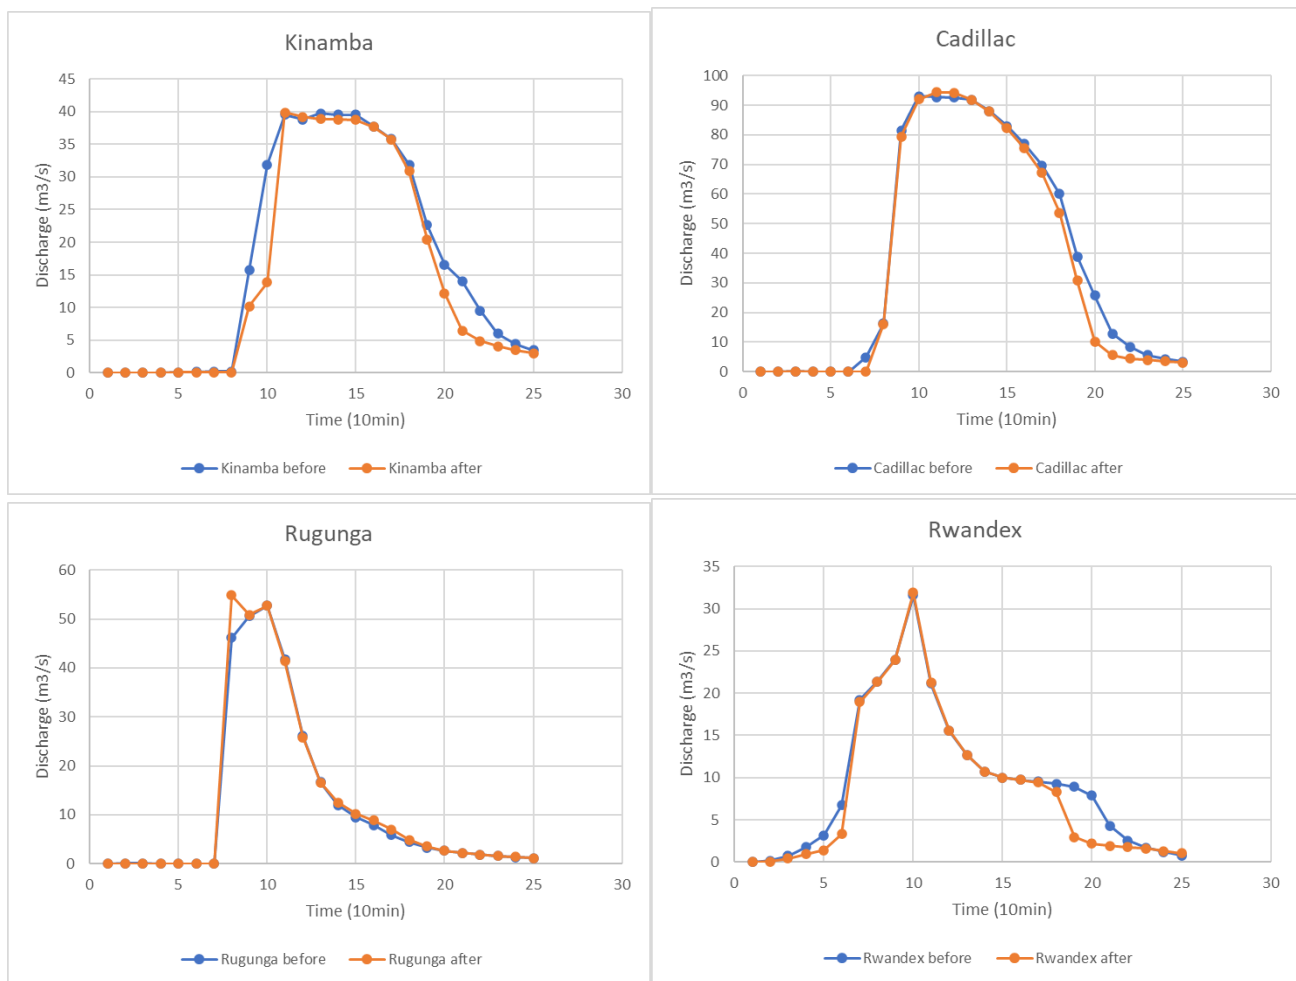 Kinamba
Discharge (m3/s)
45
40
35
30
25
20
15
10
5
0
0 5 10 15 20 25 30
Time (10min)
Kinamba before Kinamba after
Cadillac
Discharge (m3/s)
100
90
80
70
60
50
40
30
20
10
0
0 5 10 15 20 25 30
Time (10min)
Cadillac before Cadillac after
Rugunga
Discharge (m3/s)
60
50
40
30
20
10
0
0 5 10 15 20 25 30
Time (10min)
Rugunga before Rugunga after
Rwandex
Discharge (m3/s)
35
30
25
20
15
10
5
0
0 5 10 15 20 25 30
Time (10min)
Rwandex before Rwandex after